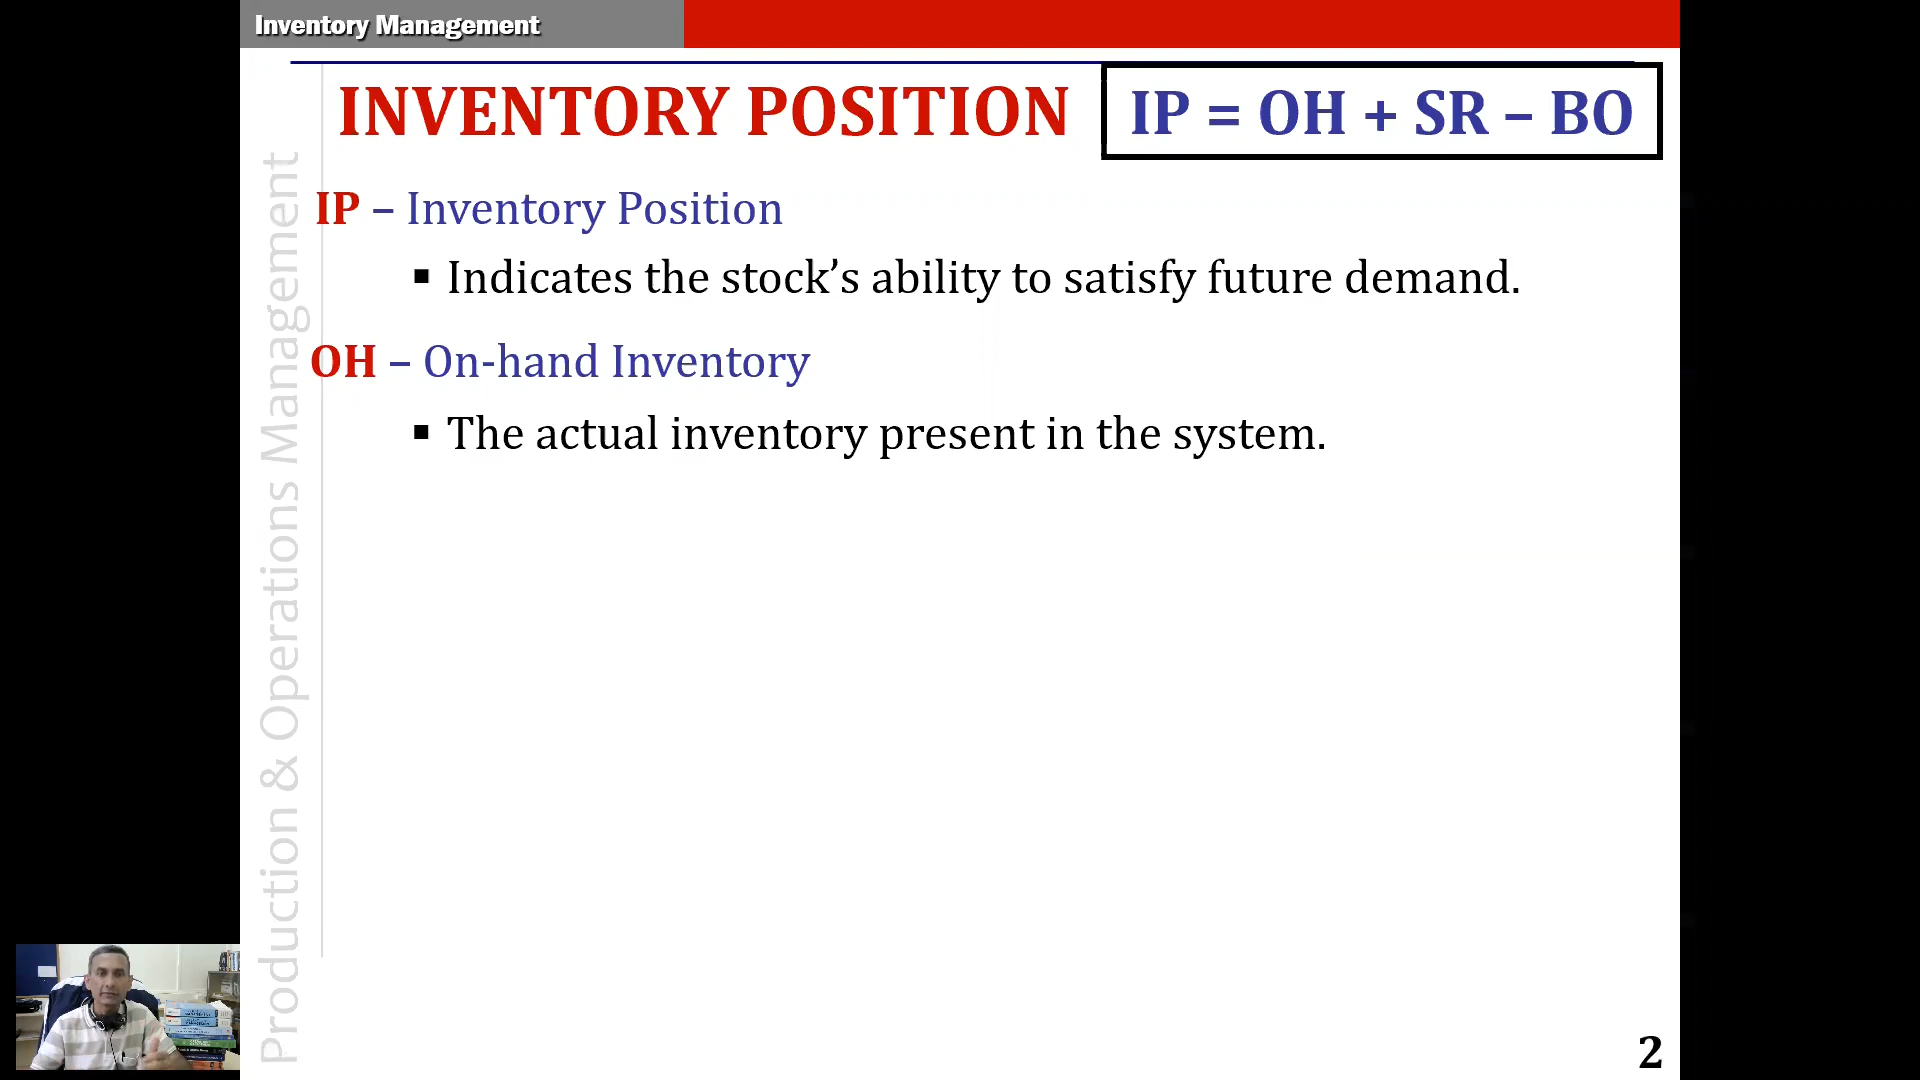 Inventory Management
INVENTORY POSITION
IP = OH + SR – BO
IP – Inventory Position
▪ Indicates the stock’s ability to satisfy future demand.
OH – On-hand Inventory
▪ The actual inventory present in the system.
Production & Operations Management
2